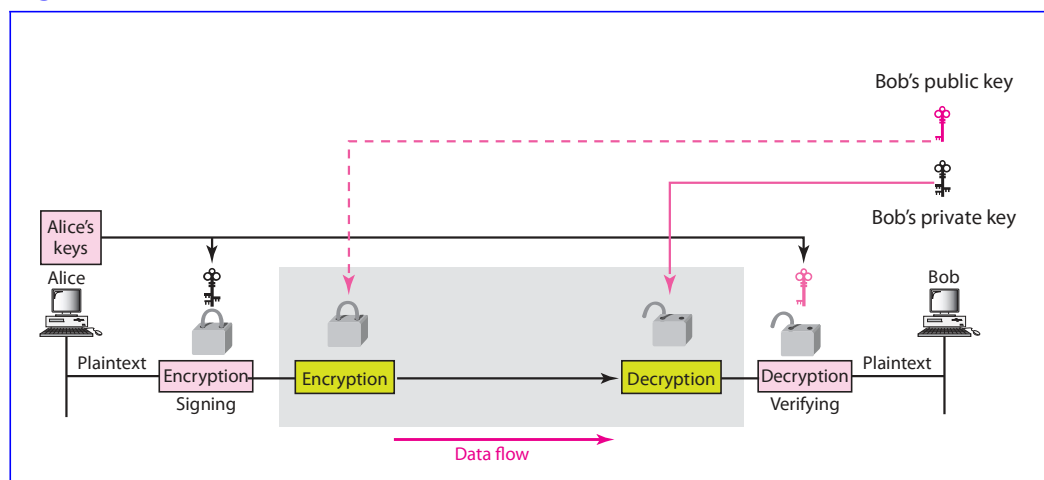 Bob's public key
Bob's private key
Alice's
keys
Alice
Bob
Plaintext
Encryption
Encryption
Decryption
Decryption
Plaintext
Signing
Verifying
Data flow